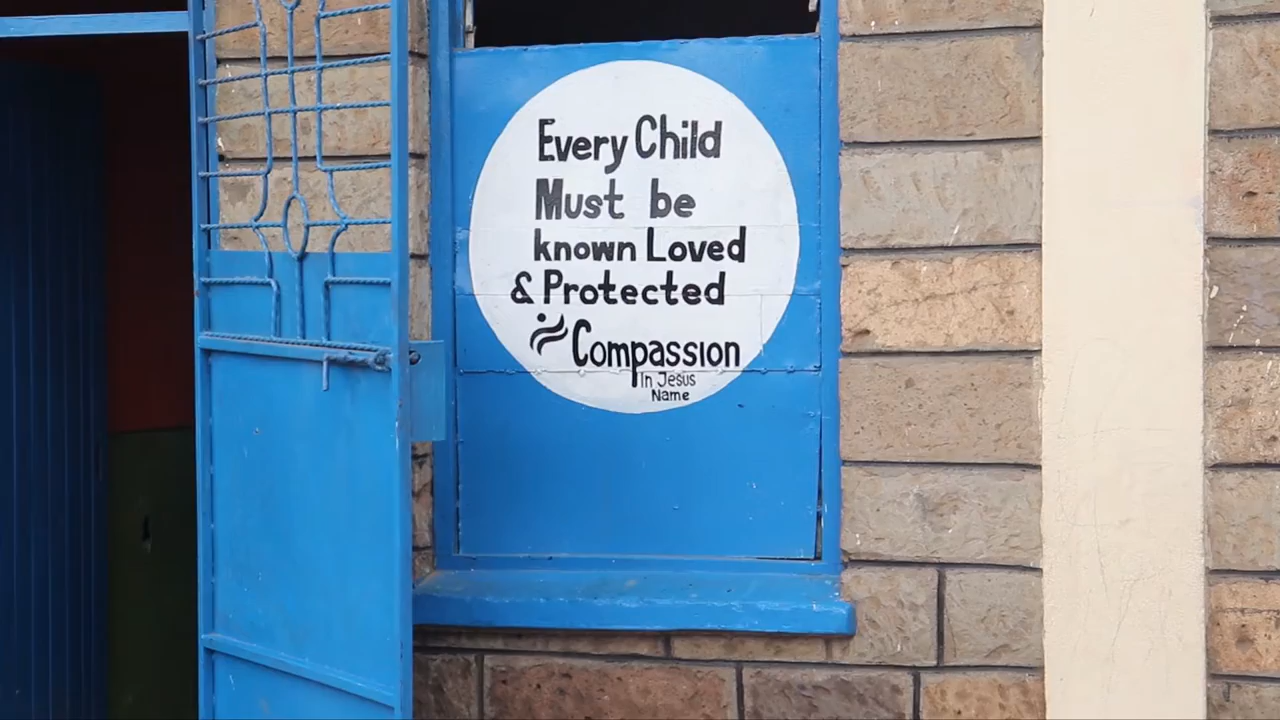 Every Child
Must be
known Loved
& Protected
Compassion
In Jesus
Name